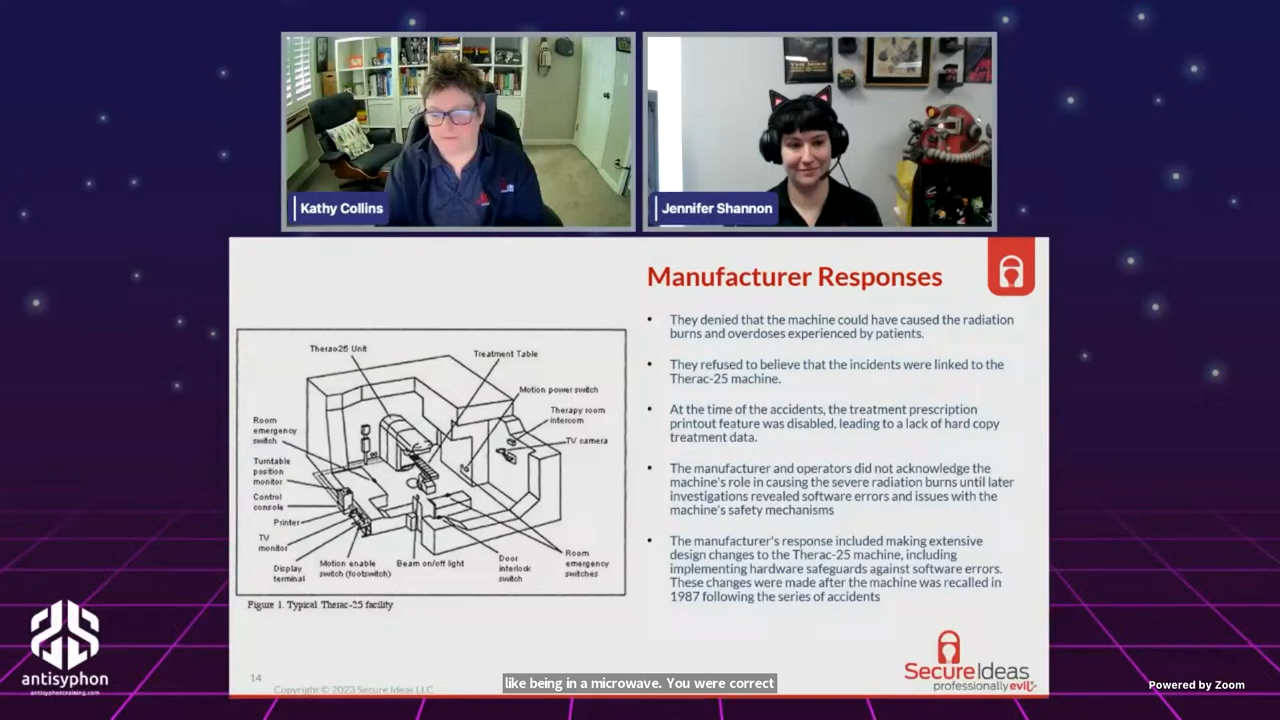 Kathy Collins
Jennifer Shannon
Manufacturer Responses
• They denied that the machine could have caused the radiation
burns and overdoses experienced by patients.
• They refused to believe that the incidents were linked to the
Therac-25 machine.
• At the time of the accidents, the treatment prescription
printout feature was disabled, leading to a lack of hard copy
treatment data.
• The manufacturer and operators did not acknowledge the
machine's role in causing the severe radiation burns until later
investigations revealed software errors and issues with the
machine's safety mechanisms
• The manufacturer's response included making extensive
design changes to the Therac-25 machine, including
implementing hardware safeguards against software errors.
These changes were made after the machine was recalled in
1987 following the series of accidents
Therao25 Unit
Treatment Table
Motion power switch
Therapy room
intercom
TV camera
Room
emergency
switch
Turntable
position
monitor
Control
console
Printer
TV
monitor
Display
terminal
Motion enable
switch (footswitch)
Beam on/off light
Door
interlock
switch
Room
emergency
switches
Figure 1. Typical Therac-25 facility
14
Copyright © 2023 Secure Ideas LLC
like being in a microwave. You were correct
SecureIdeas
professionallyevil
antisyphon
antisyphontraining.com
Powered by Zoom